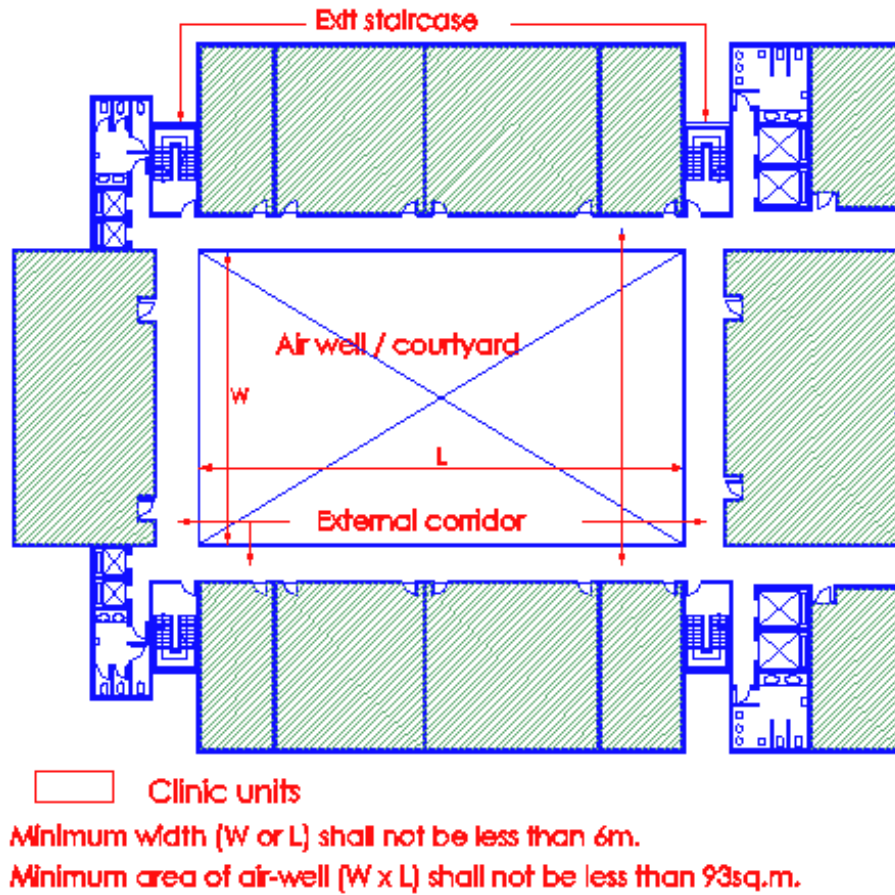 Exit staircase
Air well / courtyard
W
L
External corridor
Clinic units
Minimum width (W or L) shall not be less than 6m.
Minimum area of air-well (W x L) shall not be less than 93sq.m.